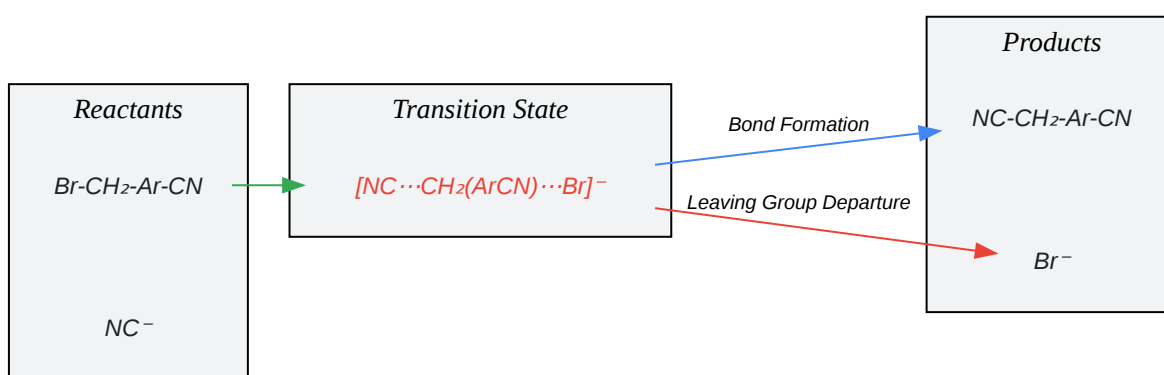 Reactants
Br-CH₂-Ar-CN
NC⁻
Transition State
[NC⋯CH₂(ArCN)⋯Br]⁻
Bond Formation
Leaving Group Departure
Products
NC-CH₂-Ar-CN
Br⁻